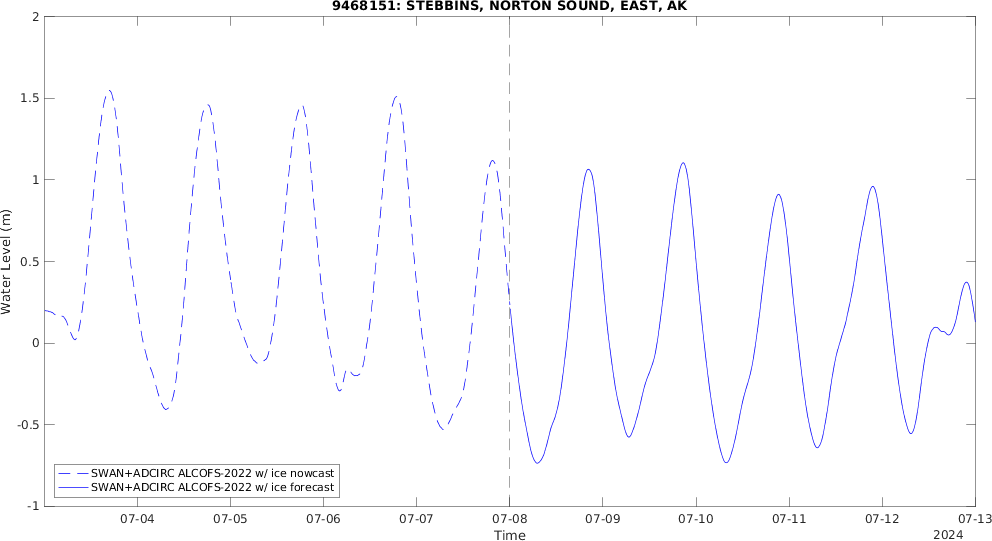 9468151: STEBBINS, NORTON SOUND, EAST, AK
2
1.5
1
0.5
0
-0.5
-1
Water Level (m)
SWAN+ADCIRC ALCOFS-2022 w/ ice nowcast
SWAN+ADCIRC ALCOFS-2022 w/ ice forecast
07-04 07-05 07-06 07-07 07-08 07-09 07-10 07-11 07-12 07-13
Time
2024